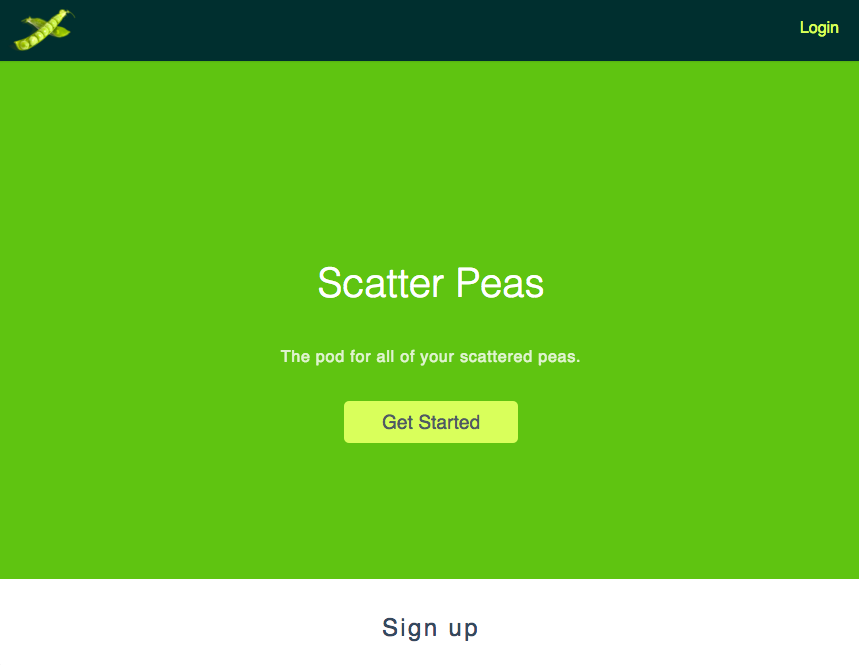 Login
Scatter Peas
The pod for all of your scattered peas.
Get Started
Sign up